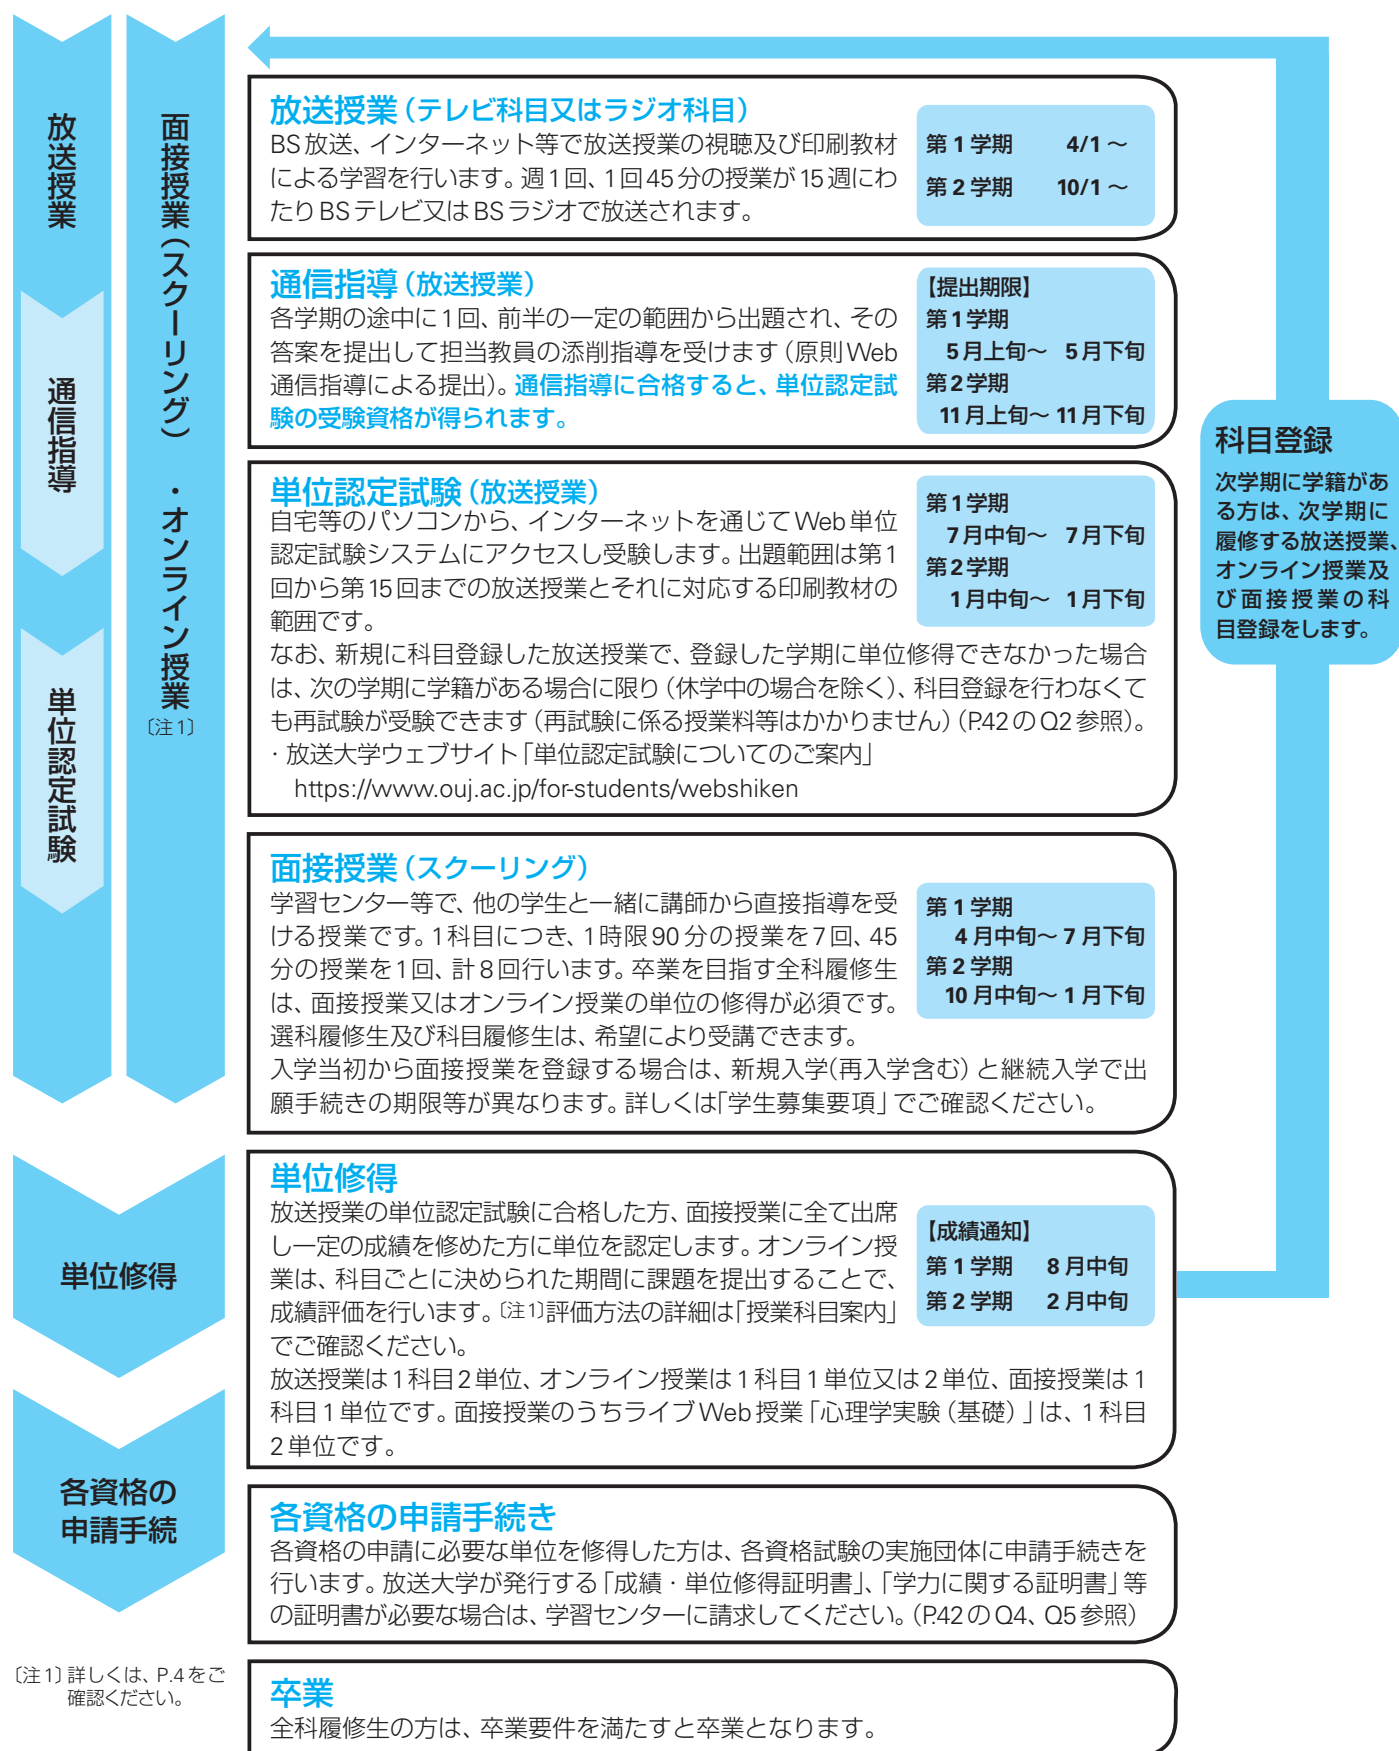 放送授業
通信指導
単位認定試験
面接授業(スクーリング) ・オンライン授業
〔注1〕
放送授業(テレビ科目又はラジオ科目)
BS放送、インターネット等で放送授業の視聴及び印刷教材
による学習を行います。週1回、1回45分の授業が15週にわ
たりBSテレビ又はBSラジオで放送されます。
第1学期 4/1～
第2学期 10/1～
通信指導(放送授業)
各学期の途中に1回、前半の一定の範囲から出題され、その
答案を提出して担当教員の添削指導を受けます(原則Web
通信指導による提出)。通信指導に合格すると、単位認定試
験の受験資格が得られます。
【提出期限】
第1学期
5月上旬～ 5月下旬
第2学期
11月上旬～11月下旬
単位認定試験(放送授業)
自宅等のパソコンから、インターネットを通じてWeb単位
認定試験システムにアクセスし受験します。出題範囲は第1
回から第15回までの放送授業とそれに対応する印刷教材の
範囲です。
第1学期
7月中旬～ 7月下旬
第2学期
1月中旬～ 1月下旬
なお、新規に科目登録した放送授業で、登録した学期に単位修得できなかった場合
は、次の学期に学籍がある場合に限り(休学中の場合を除く)、科目登録を行わなくて
も再試験が受験できます(再試験に係る授業料等はかかりません)(P.42のQ2参照)。
・放送大学ウェブサイト「単位認定試験についてのご案内」
https://www.ouj.ac.jp/for-students/webshiken
面接授業(スクーリング)
学習センター等で、他の学生と一緒に講師から直接指導を受
ける授業です。1科目につき、1時限90分の授業を7回、45
分の授業を1回、計8回行います。卒業を目指す全科履修生
は、面接授業又はオンライン授業の単位の修得が必須です。
選科履修生及び科目履修生は、希望により受講できます。
第1学期
4月中旬～7月下旬
第2学期
10月中旬～1月下旬
入学当初から面接授業を登録する場合は、新規入学(再入学含む)と継続入学で出
願手続きの期限等が異なります。詳しくは「学生募集要項」でご確認ください。
科目登録
次学期に学籍があ
る方は、次学期に
履修する放送授業、
オンライン授業及
び面接授業の科
目登録をします。
単位修得
単位修得
放送授業の単位認定試験に合格した方、面接授業に全て出席
し一定の成績を修めた方に単位を認定します。オンライン授
業は、科目ごとに決められた期間に課題を提出することで、
成績評価を行います。〔注1〕評価方法の詳細は「授業科目案内」
でご確認ください。
【成績通知】
第1学期 8月中旬
第2学期 2月中旬
放送授業は1科目2単位、オンライン授業は1科目1単位又は2単位、面接授業は1
科目1単位です。面接授業のうちライブWeb授業「心理学実験(基礎)」は、1科目
2単位です。
各資格の
申請手続
各資格の申請手続き
各資格の申請に必要な単位を修得した方は、各資格試験の実施団体に申請手続きを
行います。放送大学が発行する「成績・単位修得証明書」、「学力に関する証明書」等
の証明書が必要な場合は、学習センターに請求してください。(P.42のQ4、Q5参照)
〔注1〕詳しくは、P.4をご
確認ください。
卒業
全科履修生の方は、卒業要件を満たすと卒業となります。